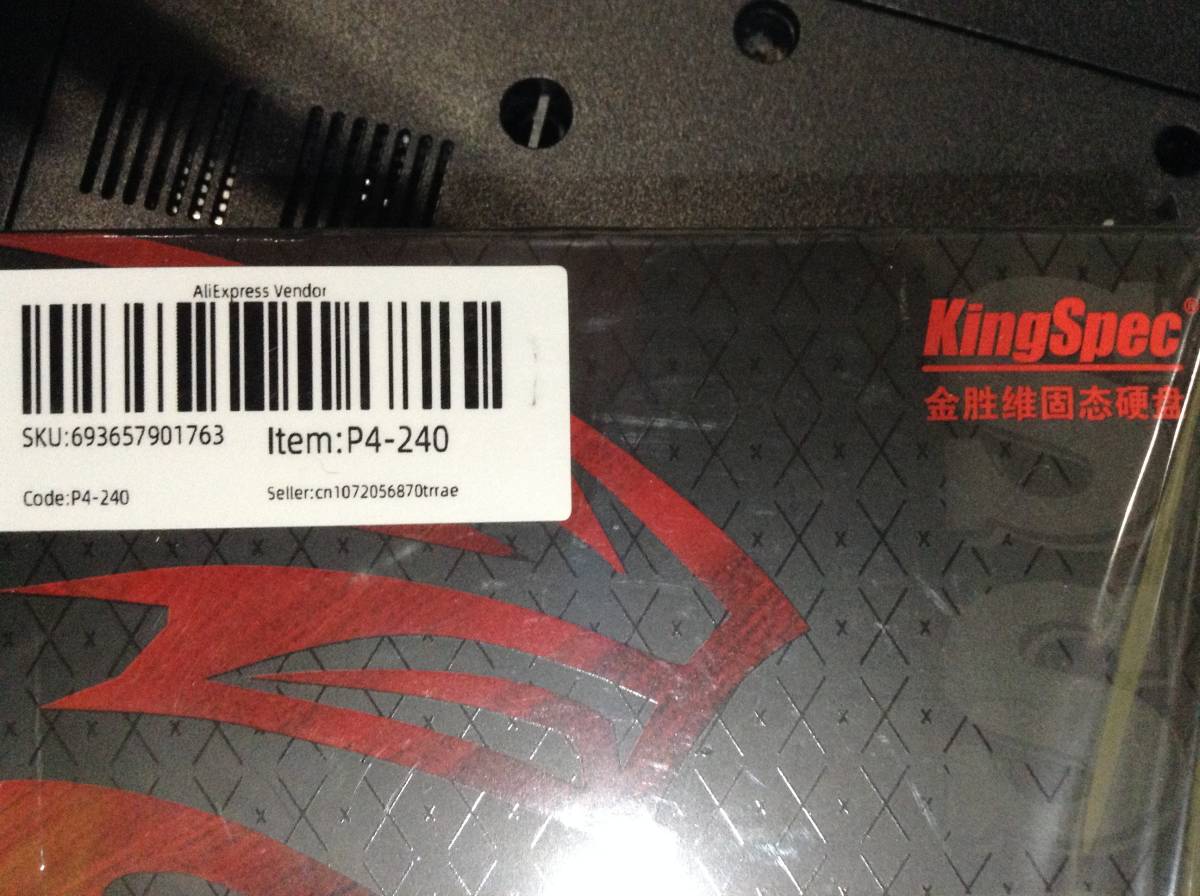 AliExpress Vendor
SKU:693657901763
Item:P4-240
Code:P4-240
Seller:cn1072056870trrae
KingSpec®
金胜维固态硬盘